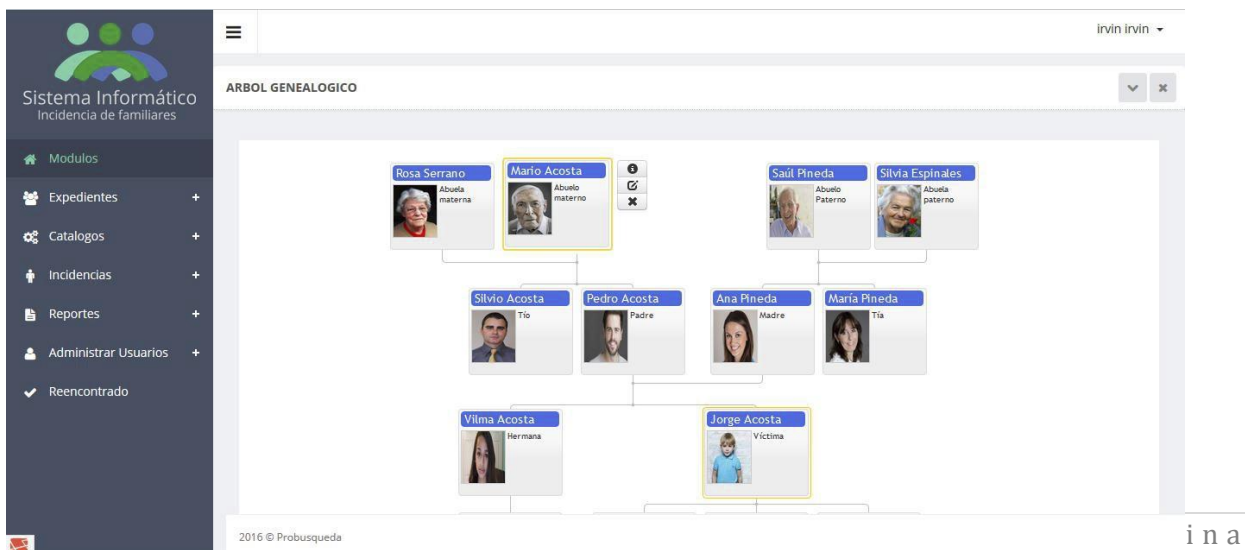 irvin irvin
Sistema Informático
Incidencia de familiares
Modulos
Expedientes +
Catalogos +
Incidencias +
Reportes +
Administrar Usuarios +
Reencontrado
ARBOL GENEALOGICO
Rosa Serrano
Abuela
materna
Mario Acosta
Abuelo
materno
Saúl Pineda
Abuelo
Paterno
Silvia Espinales
Abuela
paterno
Silvio Acosta
Tío
Pedro Acosta
Padre
Ana Pineda
Madre
María Pineda
Tía
Vilma Acosta
Hermana
Jorge Acosta
Víctima
2016 © Probusqueda
ina